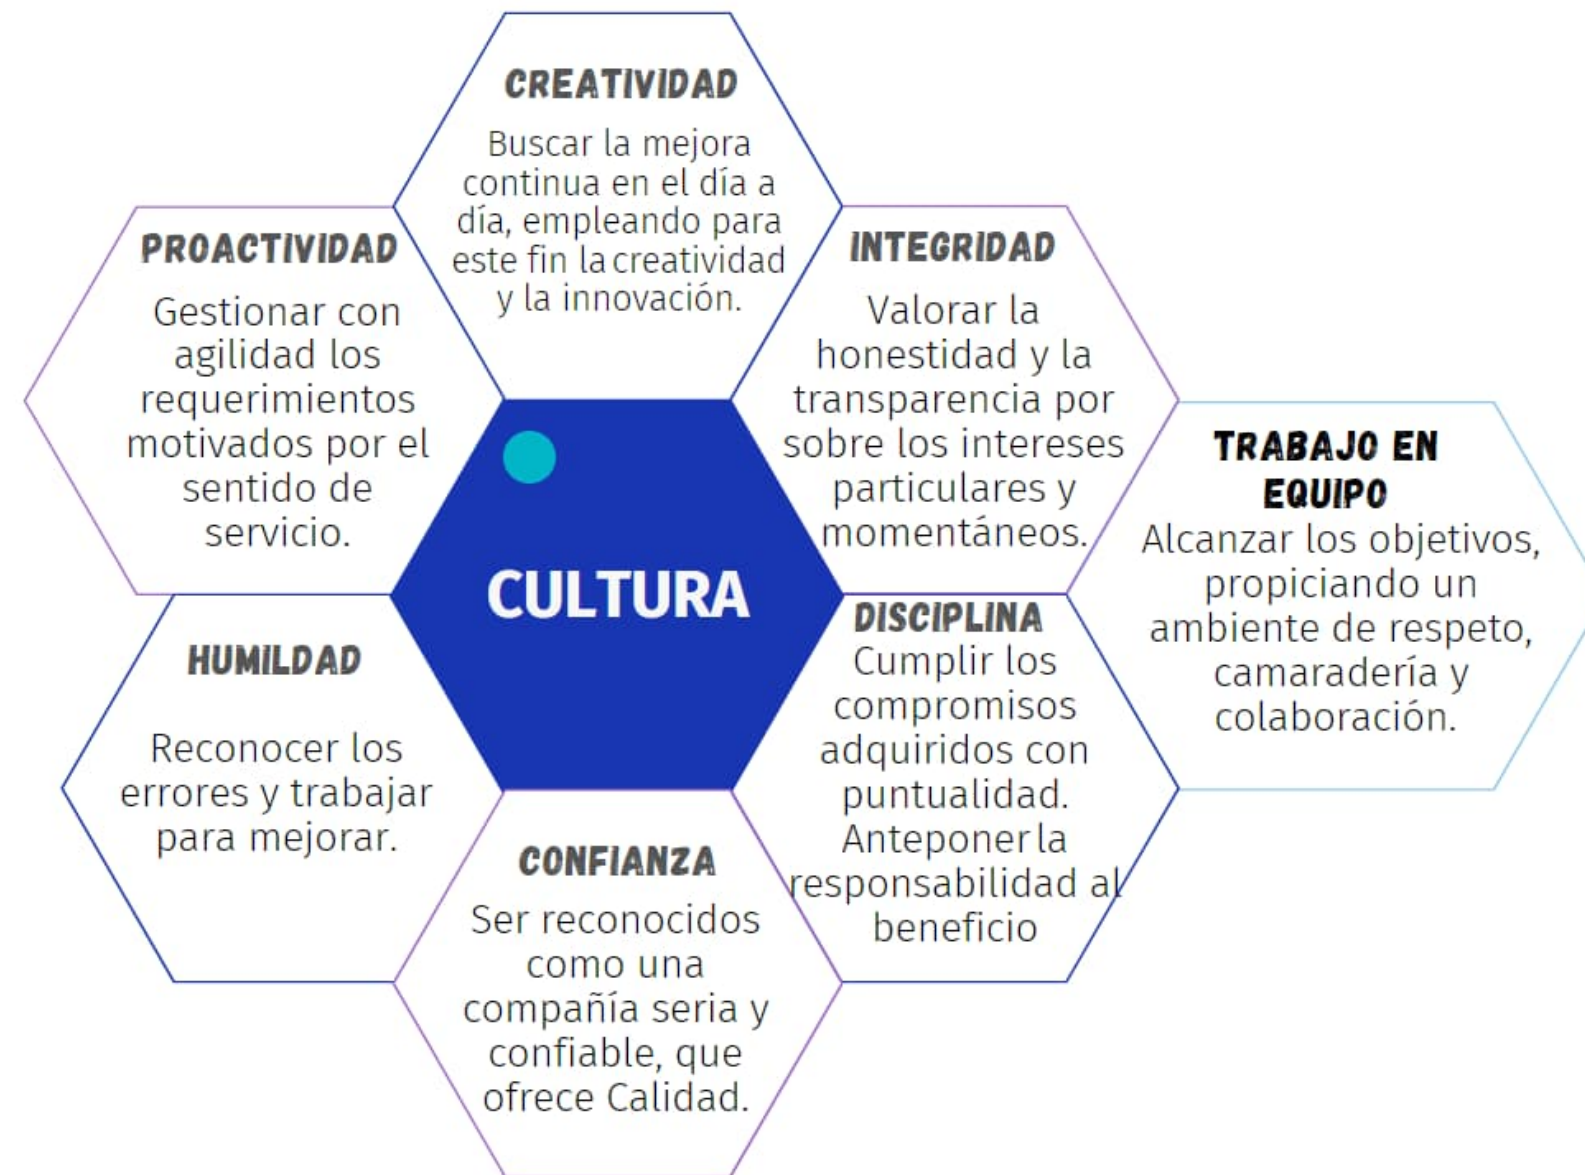 CREATIVIDAD
Buscar la mejora
continua en el día a
día, empleando para
este fin la creatividad
y la innovación.
PROACTIVIDAD
Gestionar con
agilidad los
requerimientos
motivados por el
sentido de
servicio.
INTEGRIDAD
Valorar la
honestidad y la
transparencia por
sobre los intereses
particulares y
momentáneos.
TRABAJO EN
EQUIPO
Alcanzar los objetivos,
propiciando un
ambiente de respeto,
camaradería y
colaboración.
CULTURA
HUMILDAD
Reconocer los
errores y trabajar
para mejorar.
DISCIPLINA
Cumplir los
compromisos
adquiridos con
puntualidad.
Anteponer la
responsabilidad al
beneficio
CONFIANZA
Ser reconocidos
como una
compañía seria y
confiable, que
ofrece Calidad.